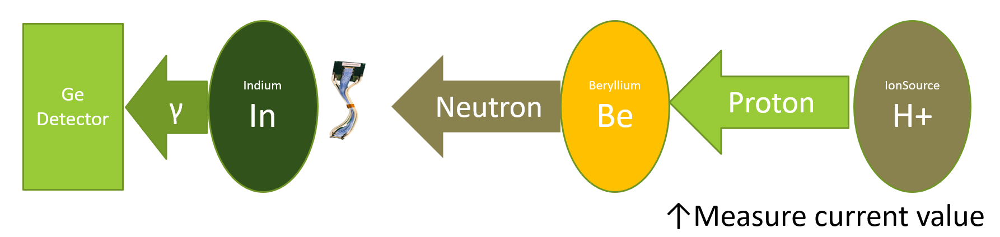 Ge
Detector
γ
Indium
In
Neutron
Beryllium
Be
Proton
IonSource
H+
↑Measure current value